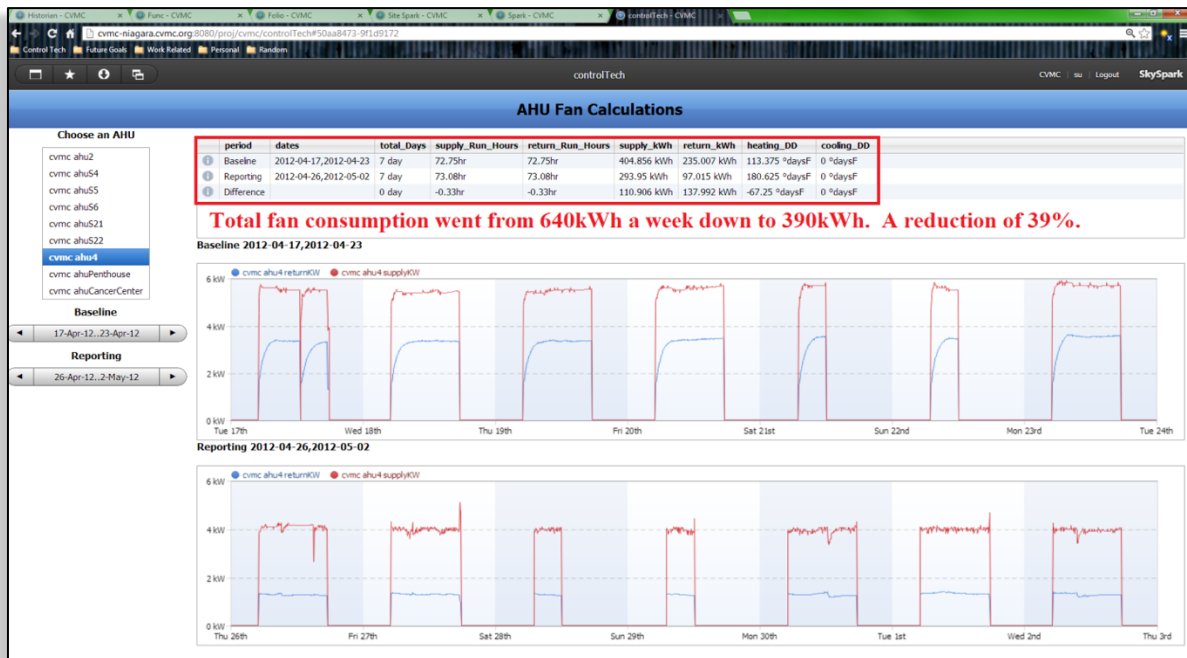 Historian - CVMC × Func - CVMC × Folio - CVMC × Site Spark - CVMC × Spark - CVMC × controlTech - CVMC ×
cvmc-niagara.cvmc.org:8080/proj/cvmc/controlTech#50aa8473-9f1d9172
Control Tech Future Goals Work Related Personal Random
controlTech CVMC | su | Logout SkySpark
AHU Fan Calculations
Choose an AHU
cvmc ahu2
cvmc ahuS4
cvmc ahuS5
cvmc ahuS6
cvmc ahuS21
cvmc ahuS22
cvmc ahu4
cvmc ahuPenthouse
cvmc ahuCancerCenter
Baseline
17-Apr-12..23-Apr-12
Reporting
26-Apr-12..2-May-12
period dates total_Days supply_Run_Hours return_Run_Hours supply_kWh return_kWh heating_DD cooling_DD
Baseline 2012-04-17,2012-04-23 7 day 72.75hr 72.75hr 404.856 kWh 235.007 kWh 113.375 °daysF 0 °daysF
Reporting 2012-04-26,2012-05-02 7 day 73.08hr 73.08hr 293.95 kWh 97.015 kWh 180.625 °daysF 0 °daysF
Difference 0 day -0.33hr -0.33hr 110.906 kWh 137.992 kWh -67.25 °daysF 0 °daysF
Total fan consumption went from 640kWh a week down to 390kWh. A reduction of 39%.
Baseline 2012-04-17,2012-04-23
cvmc ahu4 returnKW cvmc ahu4 supplyKW
6 kW
4 kW
2 kW
0 kW
Tue 17th Wed 18th Thu 19th Fri 20th Sat 21st Sun 22nd Mon 23rd Tue 24th
Reporting 2012-04-26,2012-05-02
cvmc ahu4 returnKW cvmc ahu4 supplyKW
6 kW
4 kW
2 kW
0 kW
Thu 26th Fri 27th Sat 28th Sun 29th Mon 30th Tue 1st Wed 2nd Thu 3rd